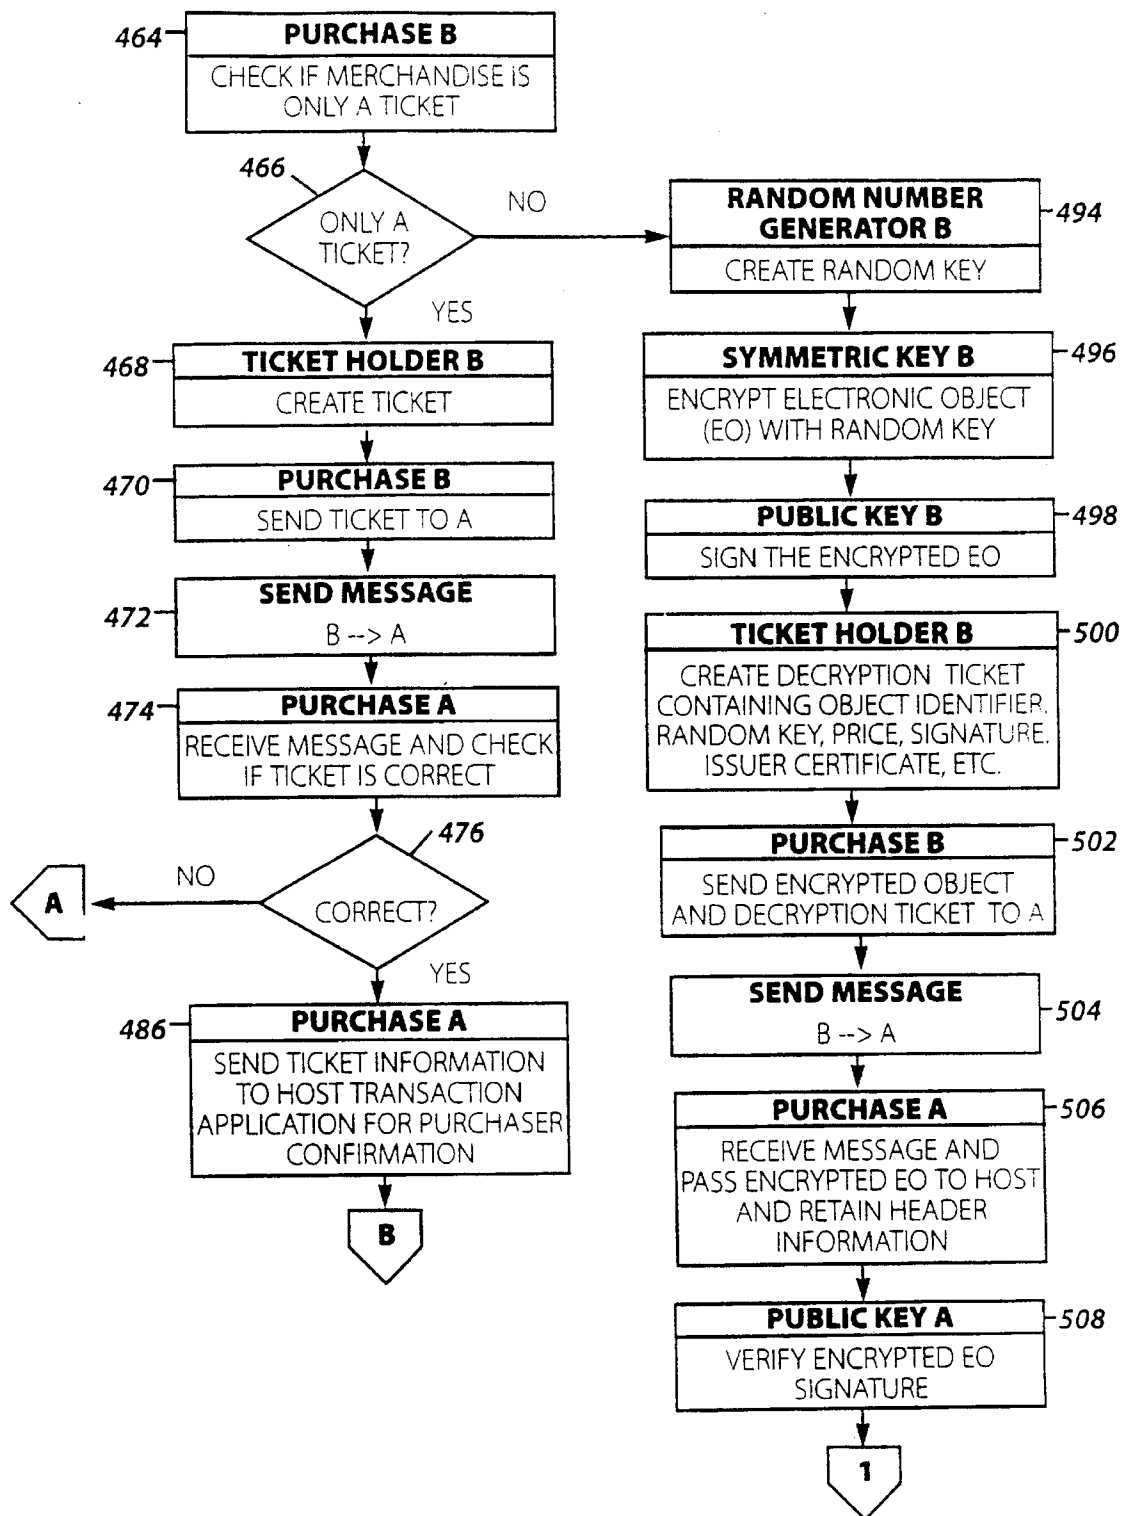 464
PURCHASE B
CHECK IF MERCHANDISE IS
ONLY A TICKET
466
ONLY A
TICKET?
NO
YES
468
TICKET HOLDER B
CREATE TICKET
470
PURCHASE B
SEND TICKET TO A
472
SEND MESSAGE
B --> A
474
PURCHASE A
RECEIVE MESSAGE AND CHECK
IF TICKET IS CORRECT
476
CORRECT?
NO
A
YES
486
PURCHASE A
SEND TICKET INFORMATION
TO HOST TRANSACTION
APPLICATION FOR PURCHASER
CONFIRMATION
B
RANDOM NUMBER
GENERATOR B
494
CREATE RANDOM KEY
SYMMETRIC KEY B
496
ENCRYPT ELECTRONIC OBJECT
(EO) WITH RANDOM KEY
PUBLIC KEY B
498
SIGN THE ENCRYPTED EO
TICKET HOLDER B
500
CREATE DECRYPTION TICKET
CONTAINING OBJECT IDENTIFIER.
RANDOM KEY, PRICE, SIGNATURE.
ISSUER CERTIFICATE, ETC.
PURCHASE B
502
SEND ENCRYPTED OBJECT
AND DECRYPTION TICKET TO A
SEND MESSAGE
504
B --> A
PURCHASE A
506
RECEIVE MESSAGE AND
PASS ENCRYPTED EO TO HOST
AND RETAIN HEADER
INFORMATION
PUBLIC KEY A
508
VERIFY ENCRYPTED EO
SIGNATURE
1